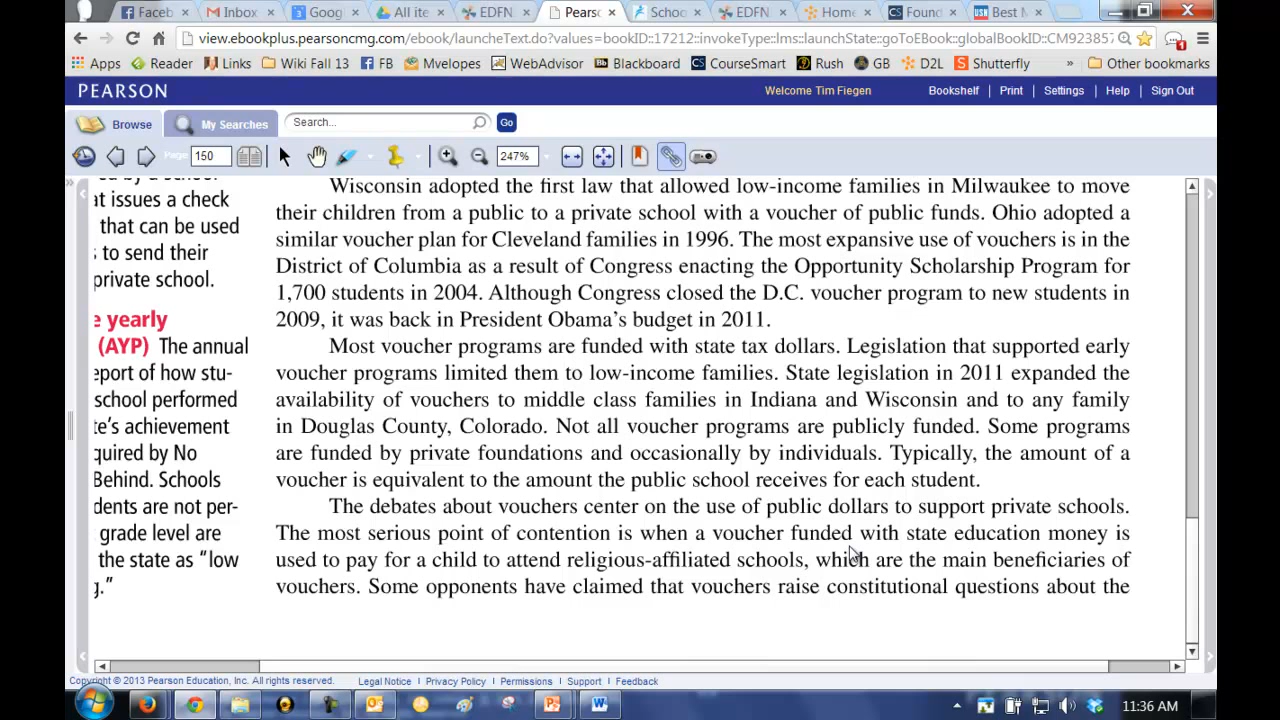 Faceb
Inbox
Goog
All ite
EDFN
Pearso
Schoo
EDFN
Home
CS Found
Best M
view.ebookplus.pearsoncmg.com/ebook/launcheText.do?values=bookID::17212::invokeType::lms::launchState::goToEBook::globalBookID::CM923857
Apps Reader Links Wiki Fall 13 FB Mvelopes WebAdvisor Bb Blackboard CS CourseSmart Rush GB D2L S Shutterfly » Other bookmarks
PEARSON Welcome Tim Fiegen Bookshelf | Print | Settings | Help | Sign Out
Browse My Searches Search... Go
Page 150 247%
at issues a check
that can be used
s to send their
private school.
e yearly
(AYP) The annual
eport of how stu-
school performed
te's achievement
quired by No
Behind. Schools
dents are not per-
grade level are
the state as "low
g."
Wisconsin adopted the first law that allowed low-income families in Milwaukee to move
their children from a public to a private school with a voucher of public funds. Ohio adopted a
similar voucher plan for Cleveland families in 1996. The most expansive use of vouchers is in the
District of Columbia as a result of Congress enacting the Opportunity Scholarship Program for
1,700 students in 2004. Although Congress closed the D.C. voucher program to new students in
2009, it was back in President Obama's budget in 2011.
Most voucher programs are funded with state tax dollars. Legislation that supported early
voucher programs limited them to low-income families. State legislation in 2011 expanded the
availability of vouchers to middle class families in Indiana and Wisconsin and to any family
in Douglas County, Colorado. Not all voucher programs are publicly funded. Some programs
are funded by private foundations and occasionally by individuals. Typically, the amount of a
voucher is equivalent to the amount the public school receives for each student.
The debates about vouchers center on the use of public dollars to support private schools.
The most serious point of contention is when a voucher funded with state education money is
used to pay for a child to attend religious-affiliated schools, which are the main beneficiaries of
vouchers. Some opponents have claimed that vouchers raise constitutional questions about the
Copyright © 2013 Pearson Education, Inc. All rights reserved. Legal Notice | Privacy Policy | Permissions | Support | Feedback
11:36 AM